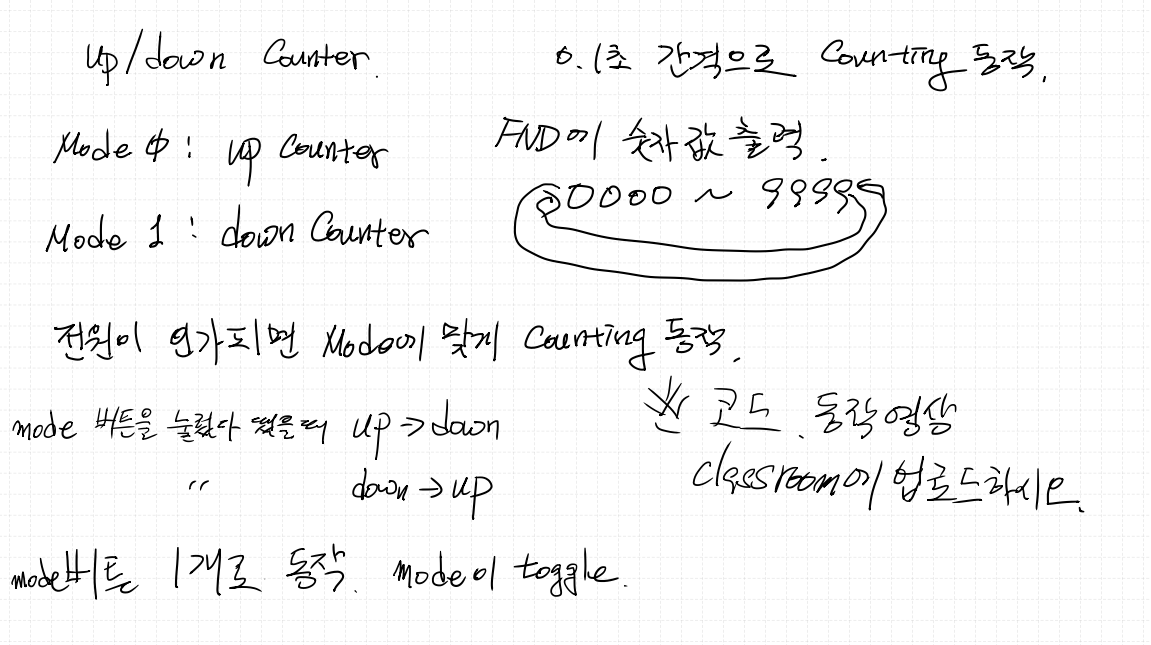 up/down Counter.
0.1초 간격으로 Counting 동작.
Mode 0 : up Counter
FND에 숫자값 출력.
0000 ~ 9999
Mode 1 : down Counter
전원이 인가되면 Mode에 맞게 Counting 동작.
mode 버튼을 눌렀다 뗐을때 up → down
〃 down → up
※ 코드, 동작영상
classroom에 업로드하시오.
mode버튼 1개로 동작. mode이 toggle.